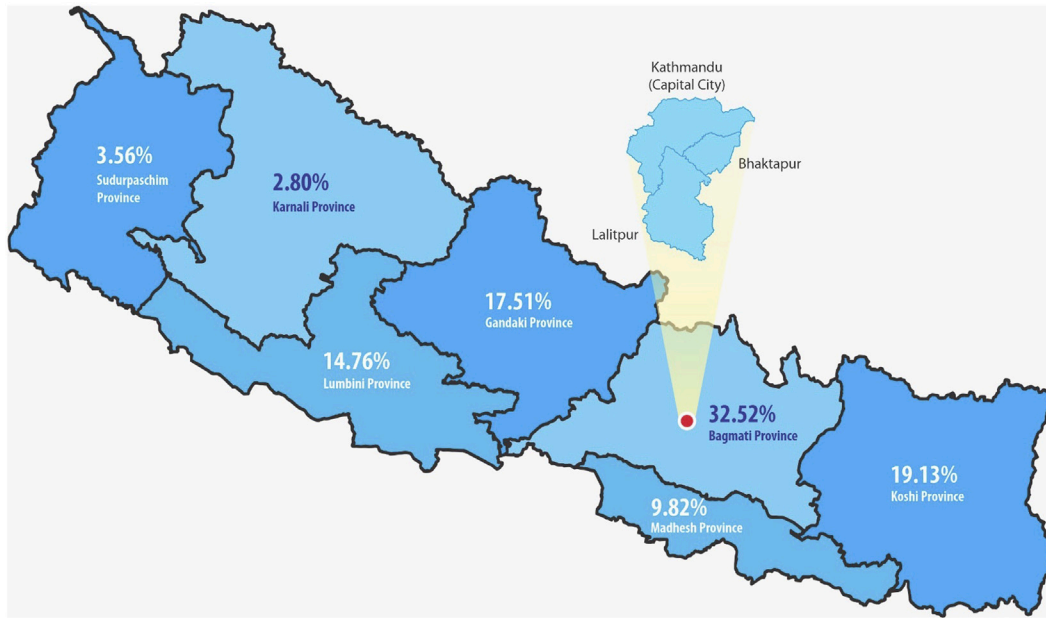 Kathmandu
(Capital City)
Bhaktapur
Lalitpur
3.56%
Sudurpaschim
Province
2.80%
Karnali Province
17.51%
Gandaki Province
14.76%
Lumbini Province
32.52%
Bagmati Province
19.13%
Koshi Province
9.82%
Madhesh Province